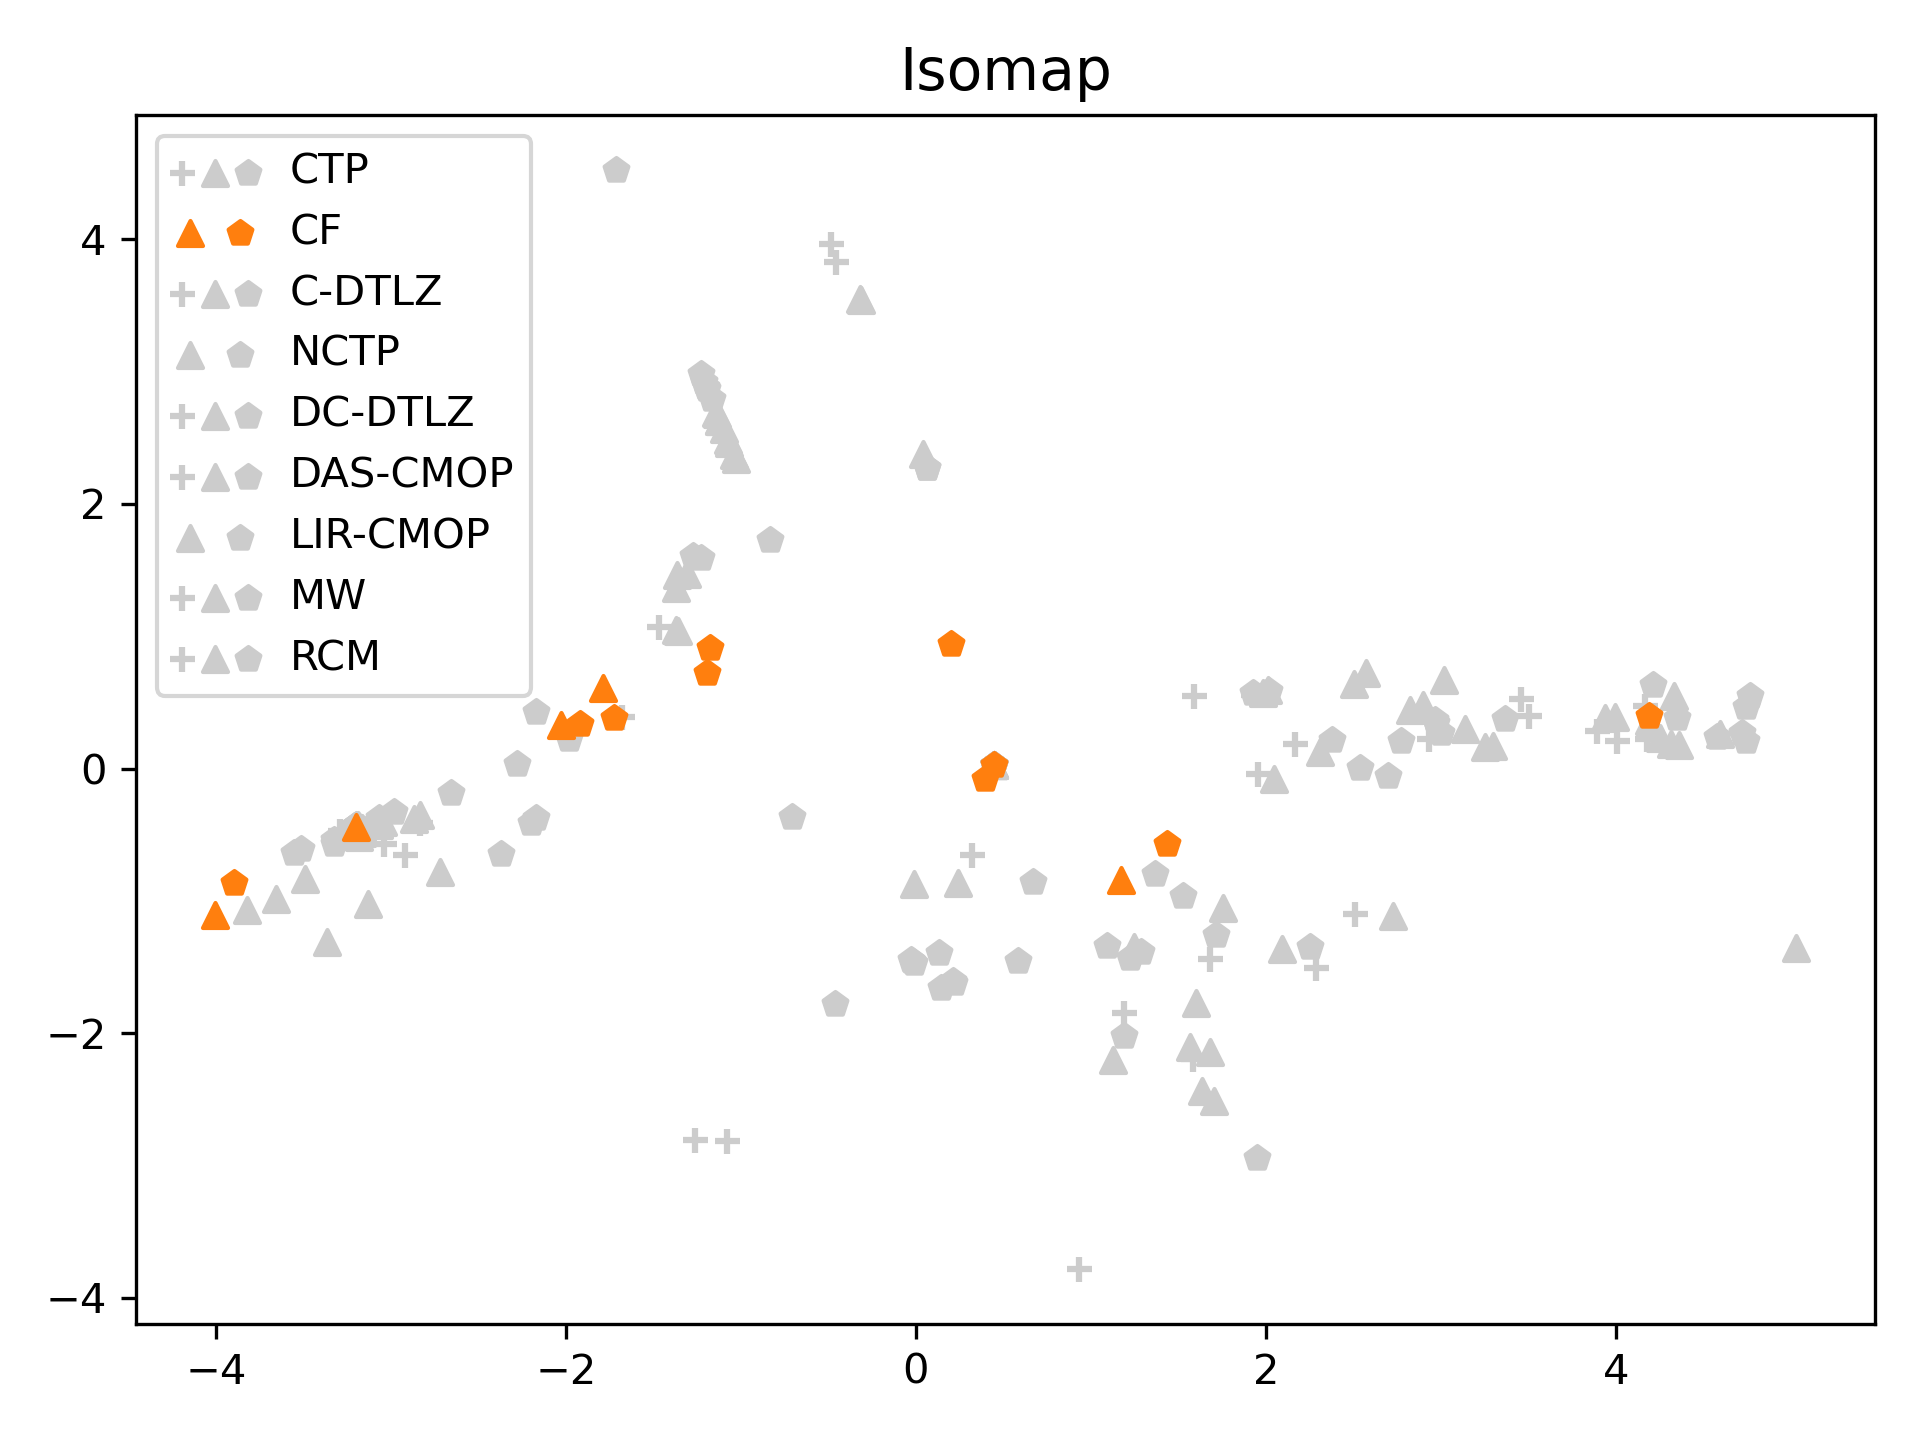 Isomap
CTP
CF
C-DTLZ
NCTP
DC-DTLZ
DAS-CMOP
LIR-CMOP
MW
RCM
4
2
0
−2
−4
−4 −2 0 2 4